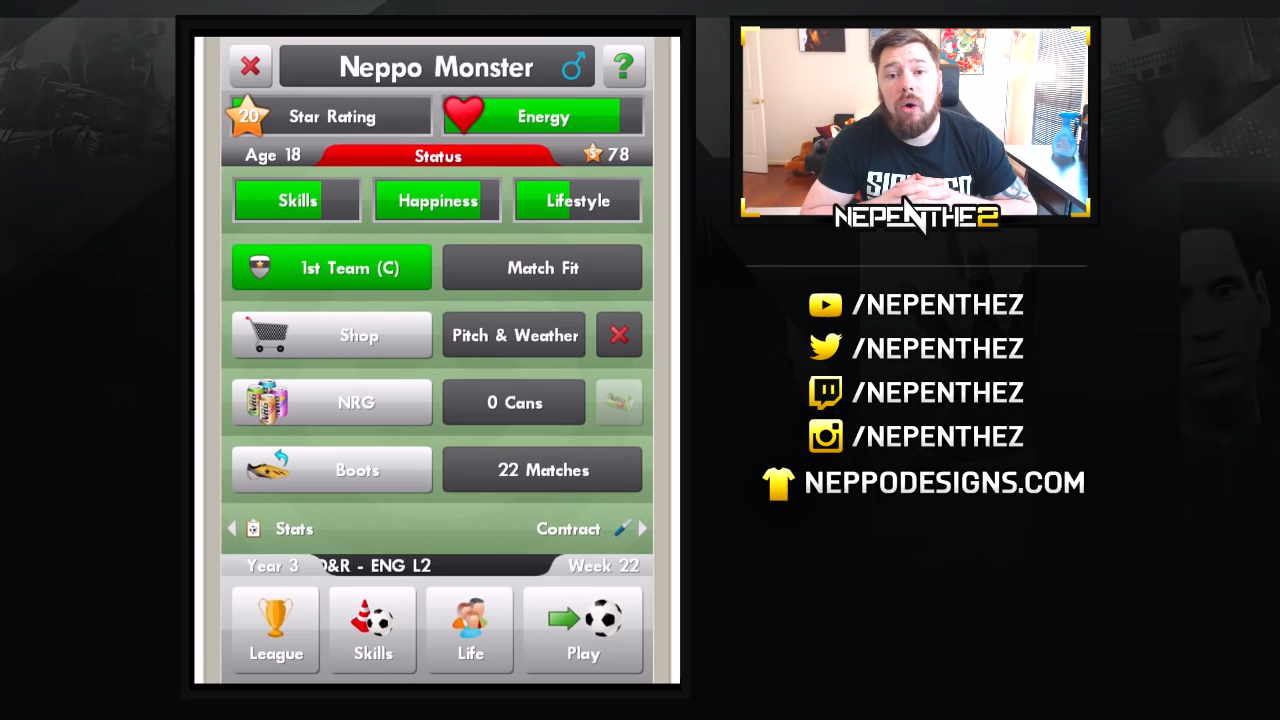 Neppo Monster
?
20 Star Rating
Energy
Age 18
Status
S 78
Skills
Happiness
Lifestyle
1st Team (C)
Match Fit
Shop
Pitch & Weather
NRG
0 Cans
Boots
22 Matches
Stats
Contract
Year 3
D&R - ENG L2
Week 22
League
Skills
Life
Play
NEPENTHEZ
/NEPENTHEZ
/NEPENTHEZ
/NEPENTHEZ
/NEPENTHEZ
NEPPODESIGNS.COM